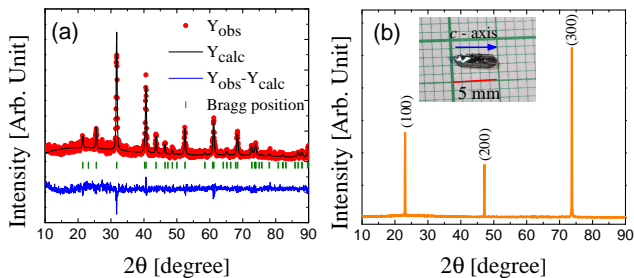 (a)
Y_obs
Y_calc
Y_obs-Y_calc
Bragg position
Intensity [Arb. Unit]
10 20 30 40 50 60 70 80 90
2θ [degree]
(b)
c - axis
5 mm
(100)
(200)
(300)
Intensity [Arb. Unit]
10 20 30 40 50 60 70 80 90
2θ [degree]